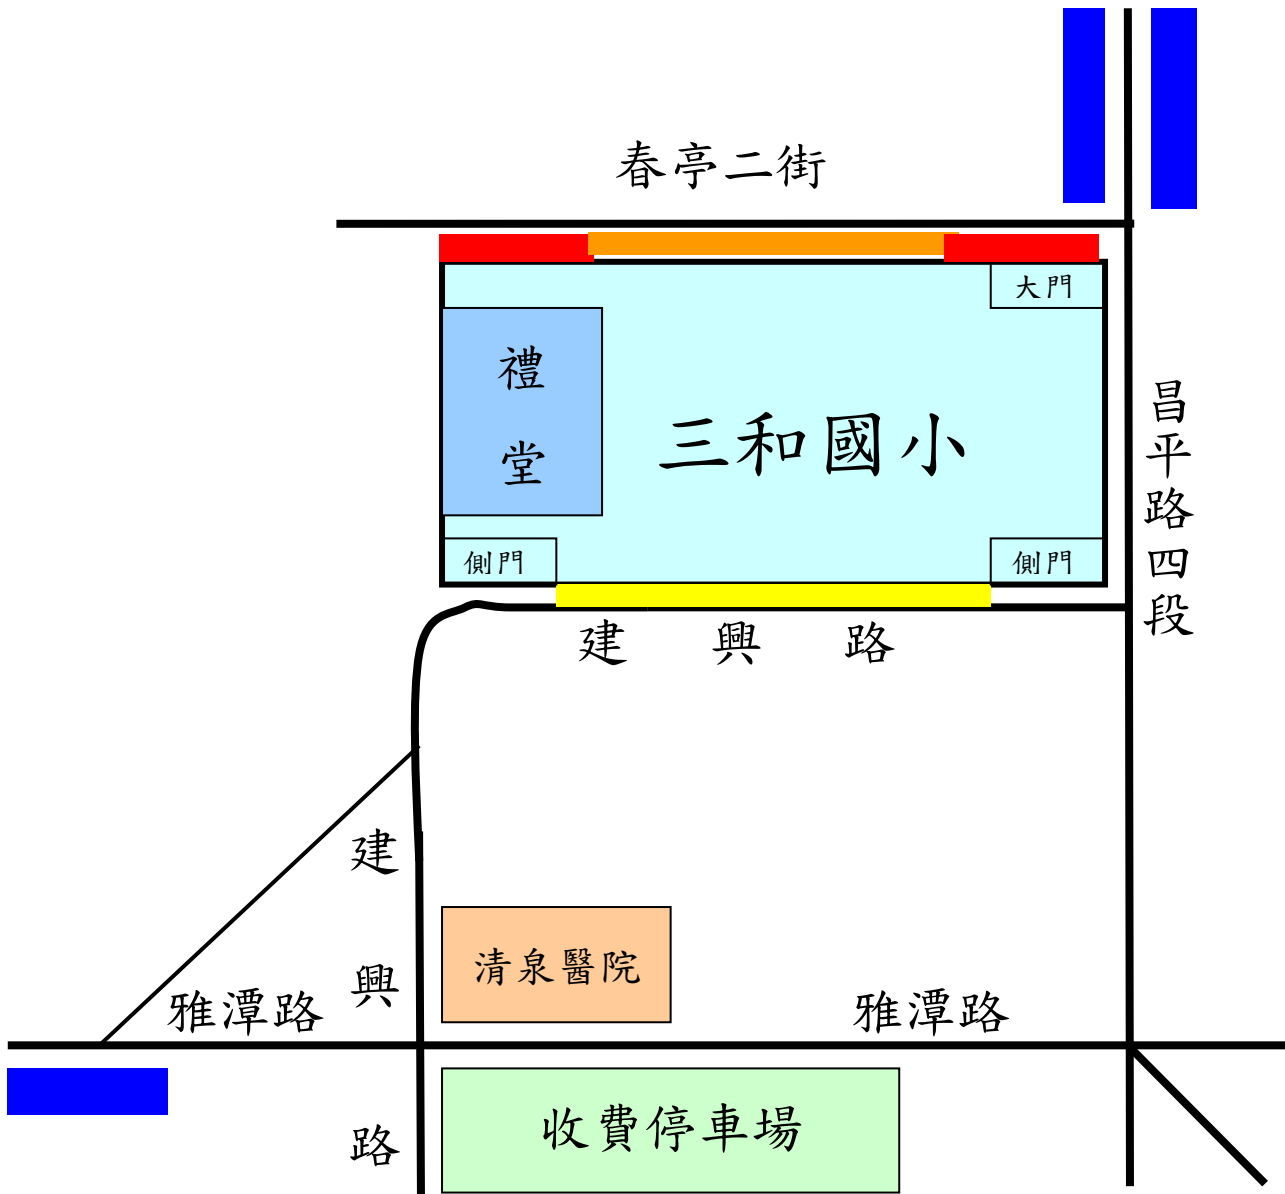 春亭二街
大門
禮堂
三和國小
昌平路四段
側門
側門
建興路
建興路
清泉醫院
雅潭路
雅潭路
收費停車場